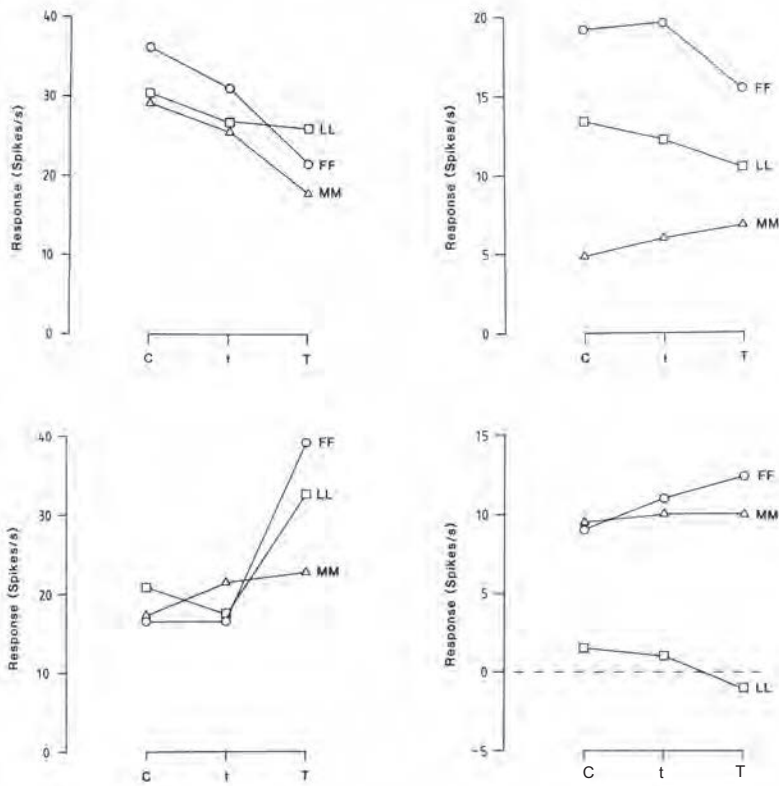 40
30
20
10
0
Response (Spikes/s)
LL
FF
MM
C t T
20
15
10
5
0
Response (Spikes/s)
FF
LL
MM
C t T
40
30
20
10
0
Response (Spikes/s)
FF
LL
MM
C t T
15
10
5
0
-5
Response (Spikes/s)
FF
MM
LL
C t T